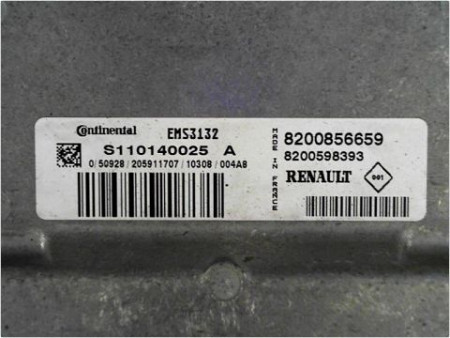 Continental EMS3132
S110140025 A
0/50928/205911707/10308/004A8
MADE IN FRANCE
8200856659
8200598393
RENAULT
001